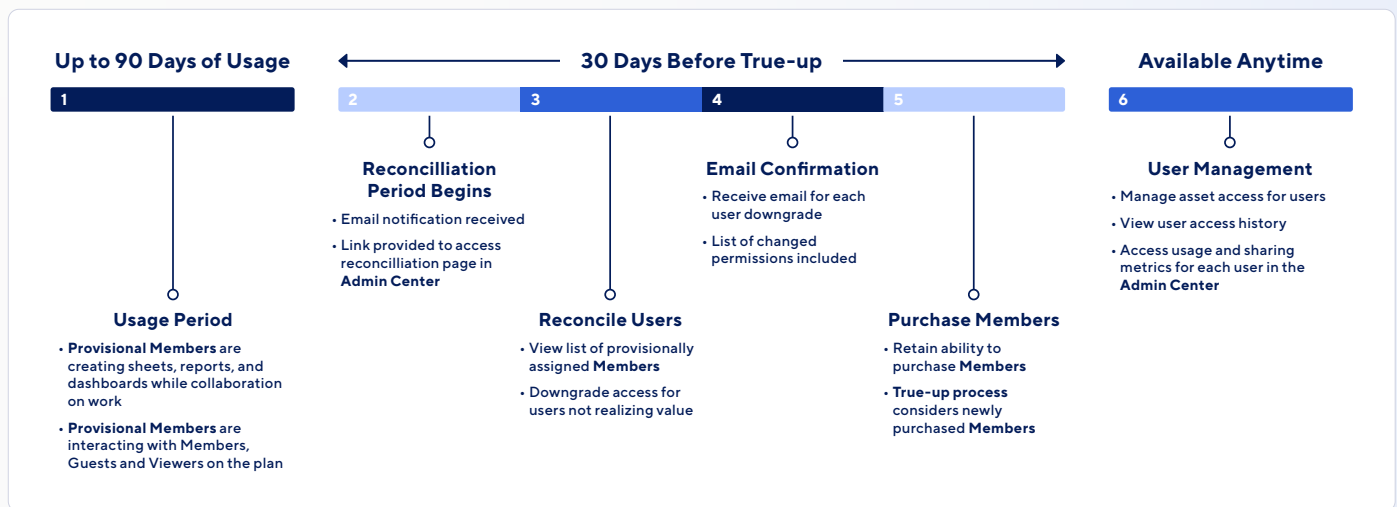 Up to 90 Days of Usage
30 Days Before True-up
Available Anytime
1
2
3
4
5
6
Reconcilliation
Period Begins
• Email notification received
• Link provided to access
reconcilliation page in
Admin Center
Email Confirmation
• Receive email for each
user downgrade
• List of changed
permissions included
User Management
• Manage asset access for users
• View user access history
• Access usage and sharing
metrics for each user in the
Admin Center
Usage Period
• Provisional Members are
creating sheets, reports, and
dashboards while collaboration
on work
• Provisional Members are
interacting with Members,
Guests and Viewers on the plan
Reconcile Users
• View list of provisionally
assigned Members
• Downgrade access for
users not realizing value
Purchase Members
• Retain ability to
purchase Members
• True-up process
considers newly
purchased Members